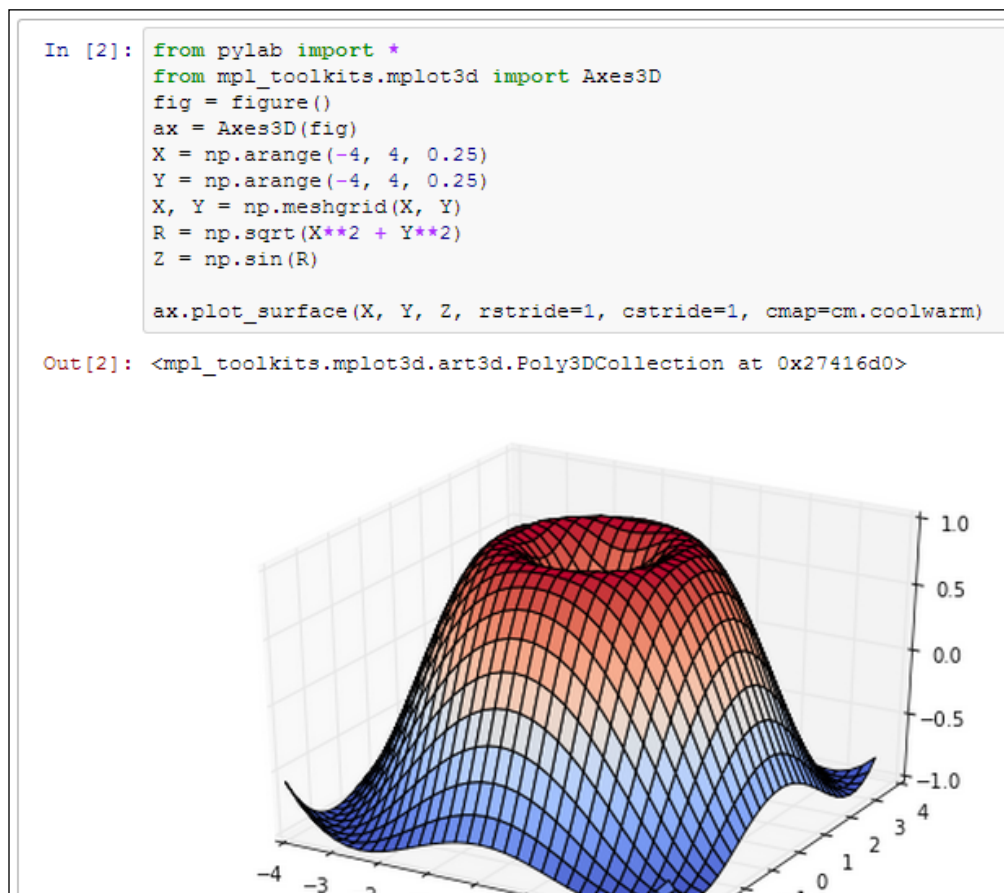 In [2]: from pylab import *
from mpl_toolkits.mplot3d import Axes3D
fig = figure()
ax = Axes3D(fig)
X = np.arange(-4, 4, 0.25)
Y = np.arange(-4, 4, 0.25)
X, Y = np.meshgrid(X, Y)
R = np.sqrt(X**2 + Y**2)
Z = np.sin(R)
ax.plot_surface(X, Y, Z, rstride=1, cstride=1, cmap=cm.coolwarm)
Out[2]: <mpl_toolkits.mplot3d.art3d.Poly3DCollection at 0x27416d0>
1.0
0.5
0.0
−0.5
−1.0
4
3
2
1
0
−4
−3